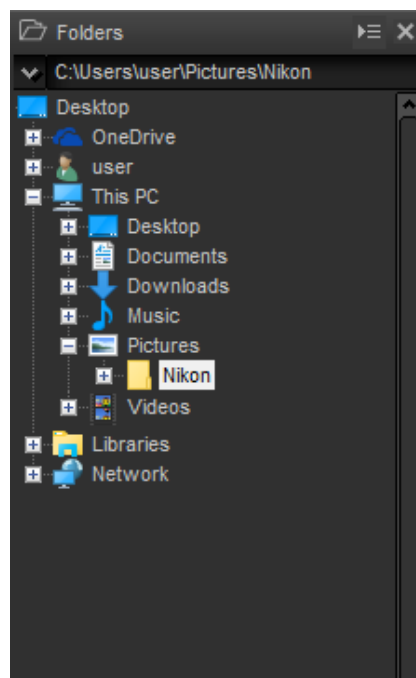 Folders
C:\Users\user\Pictures\Nikon
Desktop
OneDrive
user
This PC
Desktop
Documents
Downloads
Music
Pictures
Nikon
Videos
Libraries
Network